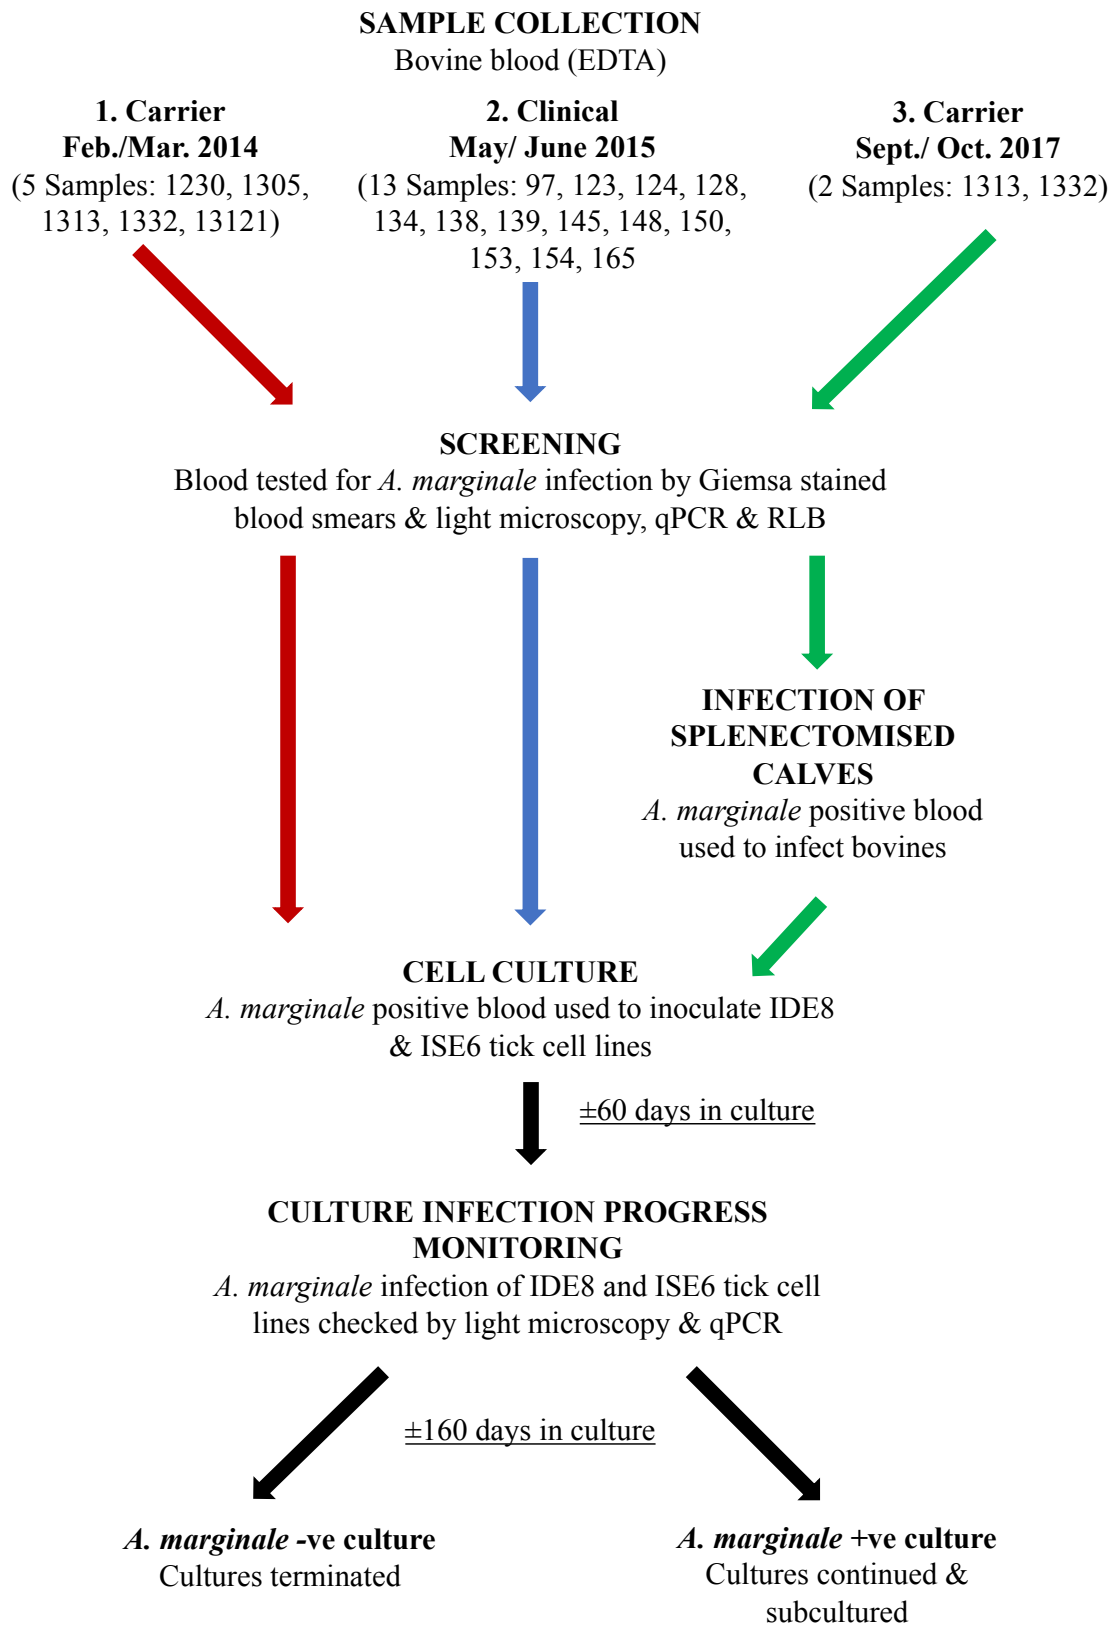 SAMPLE COLLECTION
Bovine blood (EDTA)
1. Carrier
Feb./Mar. 2014
(5 Samples: 1230, 1305,
1313, 1332, 13121)
2. Clinical
May/ June 2015
(13 Samples: 97, 123, 124, 128,
134, 138, 139, 145, 148, 150,
153, 154, 165
3. Carrier
Sept./ Oct. 2017
(2 Samples: 1313, 1332)
SCREENING
Blood tested for A. marginale infection by Giemsa stained
blood smears & light microscopy, qPCR & RLB
INFECTION OF
SPLENECTOMISED
CALVES
A. marginale positive blood
used to infect bovines
CELL CULTURE
A. marginale positive blood used to inoculate IDE8
& ISE6 tick cell lines
±60 days in culture
CULTURE INFECTION PROGRESS
MONITORING
A. marginale infection of IDE8 and ISE6 tick cell
lines checked by light microscopy & qPCR
±160 days in culture
A. marginale -ve culture
Cultures terminated
A. marginale +ve culture
Cultures continued &
subcultured